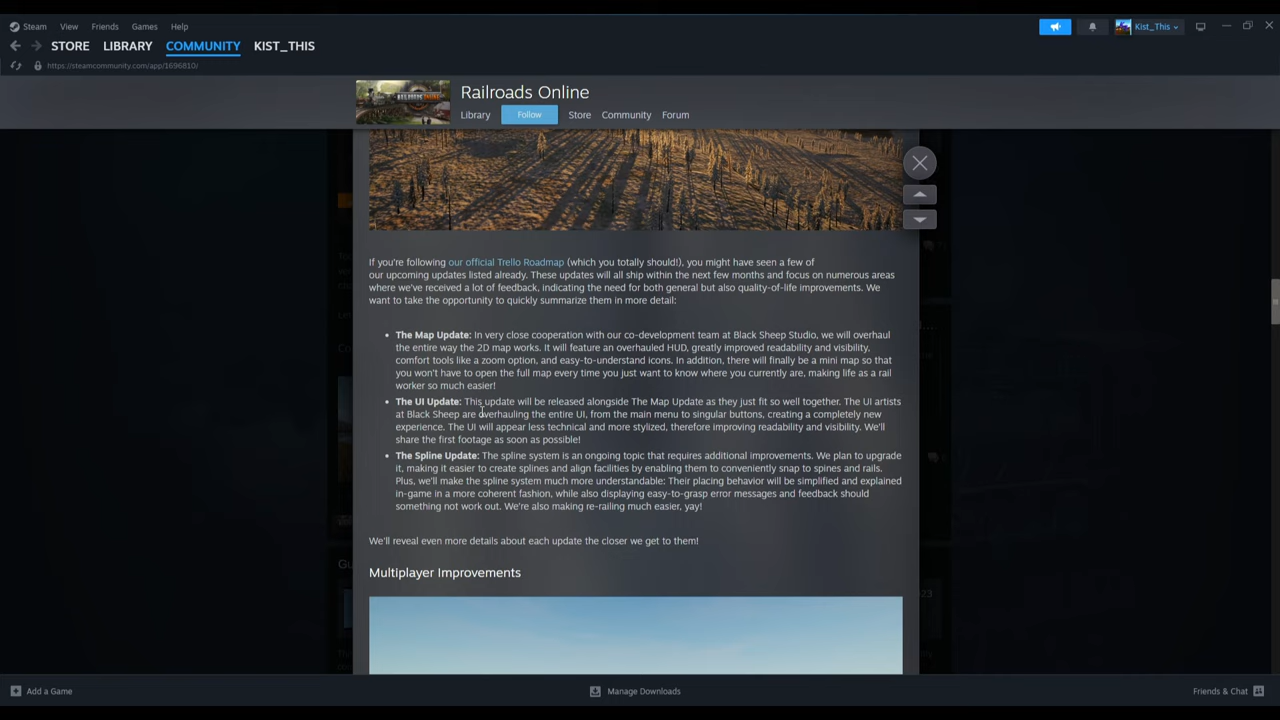 Steam View Friends Games Help
Kist_This
STORE LIBRARY COMMUNITY KIST_THIS
https://steamcommunity.com/app/1696810/
Railroads Online
Library Follow Store Community Forum
If you're following our official Trello Roadmap (which you totally should!), you might have seen a few of
our upcoming updates listed already. These updates will all ship within the next few months and focus on numerous areas
where we've received a lot of feedback, indicating the need for both general but also quality-of-life improvements. We
want to take the opportunity to quickly summarize them in more detail:
• The Map Update: In very close cooperation with our co-development team at Black Sheep Studio, we will overhaul
the entire way the 2D map works. It will feature an overhauled HUD, greatly improved readability and visibility,
comfort tools like a zoom option, and easy-to-understand icons. In addition, there will finally be a mini map so that
you won't have to open the full map every time you just want to know where you currently are, making life as a rail
worker so much easier!
• The UI Update: This update will be released alongside The Map Update as they just fit so well together. The UI artists
at Black Sheep are overhauling the entire UI, from the main menu to singular buttons, creating a completely new
experience. The UI will appear less technical and more stylized, therefore improving readability and visibility. We'll
share the first footage as soon as possible!
• The Spline Update: The spline system is an ongoing topic that requires additional improvements. We plan to upgrade
it, making it easier to create splines and align facilities by enabling them to conveniently snap to spines and rails.
Plus, we'll make the spline system much more understandable: Their placing behavior will be simplified and explained
in-game in a more coherent fashion, while also displaying easy-to-grasp error messages and feedback should
something not work out. We're also making re-railing much easier, yay!
We'll reveal even more details about each update the closer we get to them!
Multiplayer Improvements
Add a Game Manage Downloads Friends & Chat